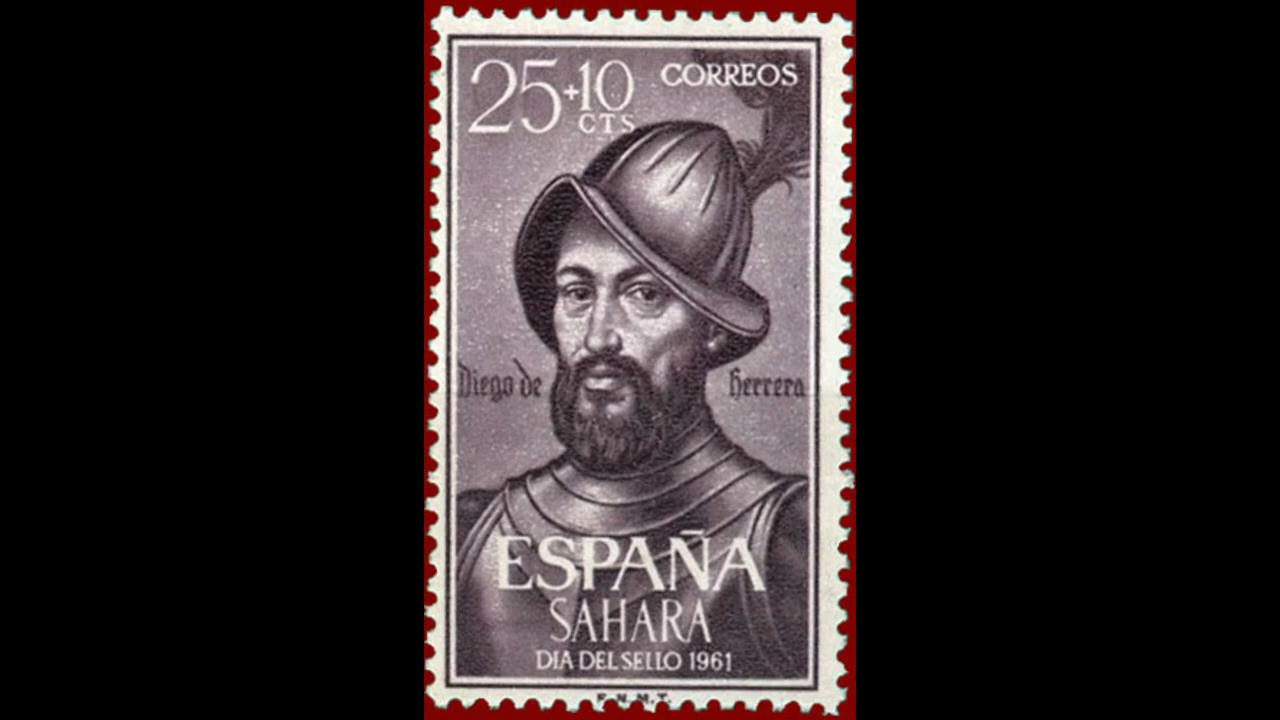 25+10 CORREOS
CTS
Diego de Herrera
ESPAÑA
SAHARA
DIA DEL SELLO 1961
F.N.M.T.